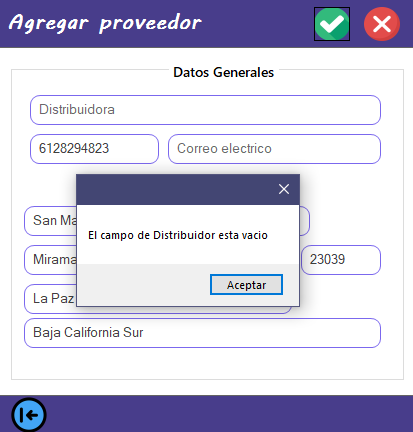 Agregar proveedor
Datos Generales
Distribuidora
6128294823
Correo electrico
San Ma
El campo de Distribuidor esta vacio
Mirama
23039
Aceptar
La Paz
Baja California Sur